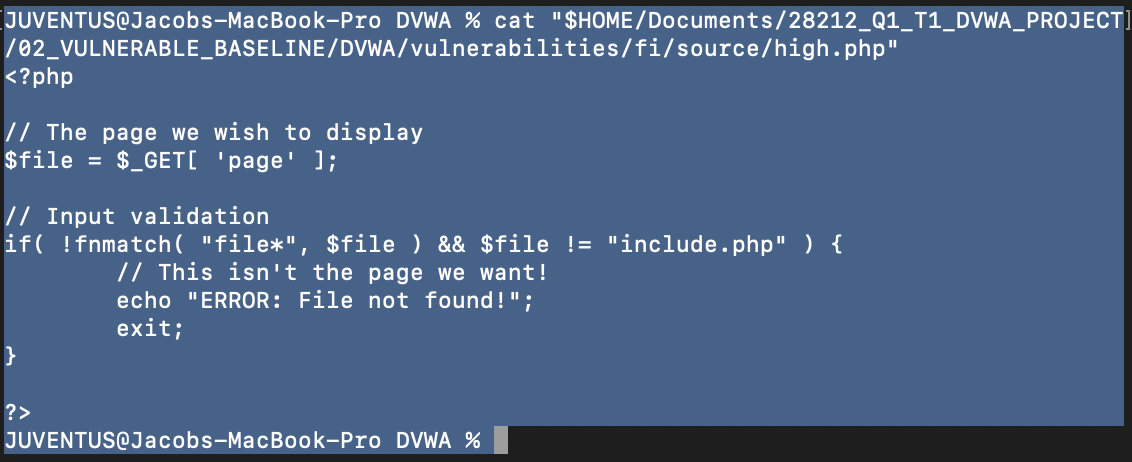 JUVENTUS@Jacobs-MacBook-Pro DVWA % cat "$HOME/Documents/28212_Q1_T1_DVWA_PROJECT
/02_VULNERABLE_BASELINE/DVWA/vulnerabilities/fi/source/high.php"
<?php

// The page we wish to display
$file = $_GET[ 'page' ];

// Input validation
if( !fnmatch( "file*", $file ) && $file != "include.php" ) {
        // This isn't the page we want!
        echo "ERROR: File not found!";
        exit;
}

?>
JUVENTUS@Jacobs-MacBook-Pro DVWA %